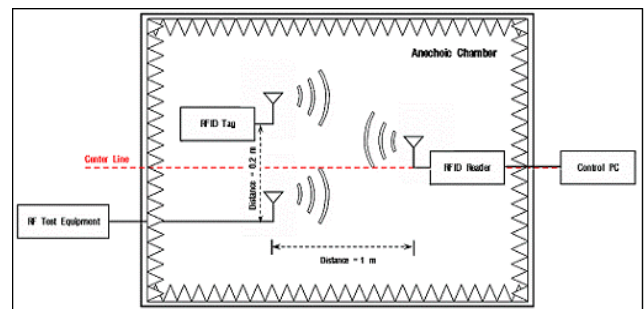 Anechoic Chamber
RFID Tag
Center Line
Distance = 0.2 m
RFID Reader
Control PC
RF Test Equipment
Distance = 1 m